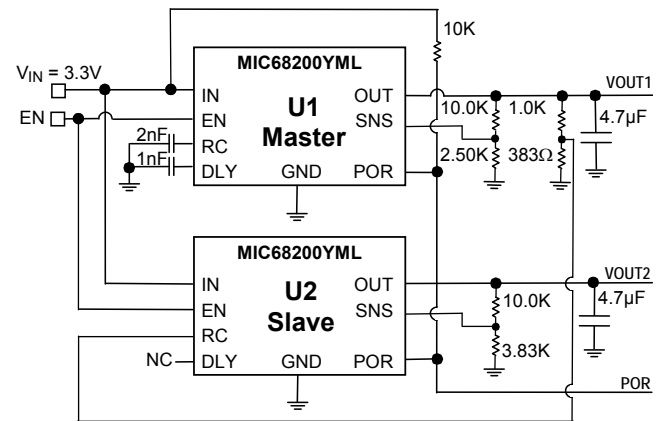 10K
VIN = 3.3V
EN
MIC68200YML
IN
EN
RC
DLY
U1
Master
GND
OUT
SNS
POR
2nF
1nF
10.0K
2.50K
1.0K
383Ω
VOUT1
4.7µF
MIC68200YML
IN
EN
RC
DLY
NC
U2
Slave
GND
OUT
SNS
POR
10.0K
3.83K
VOUT2
4.7µF
POR